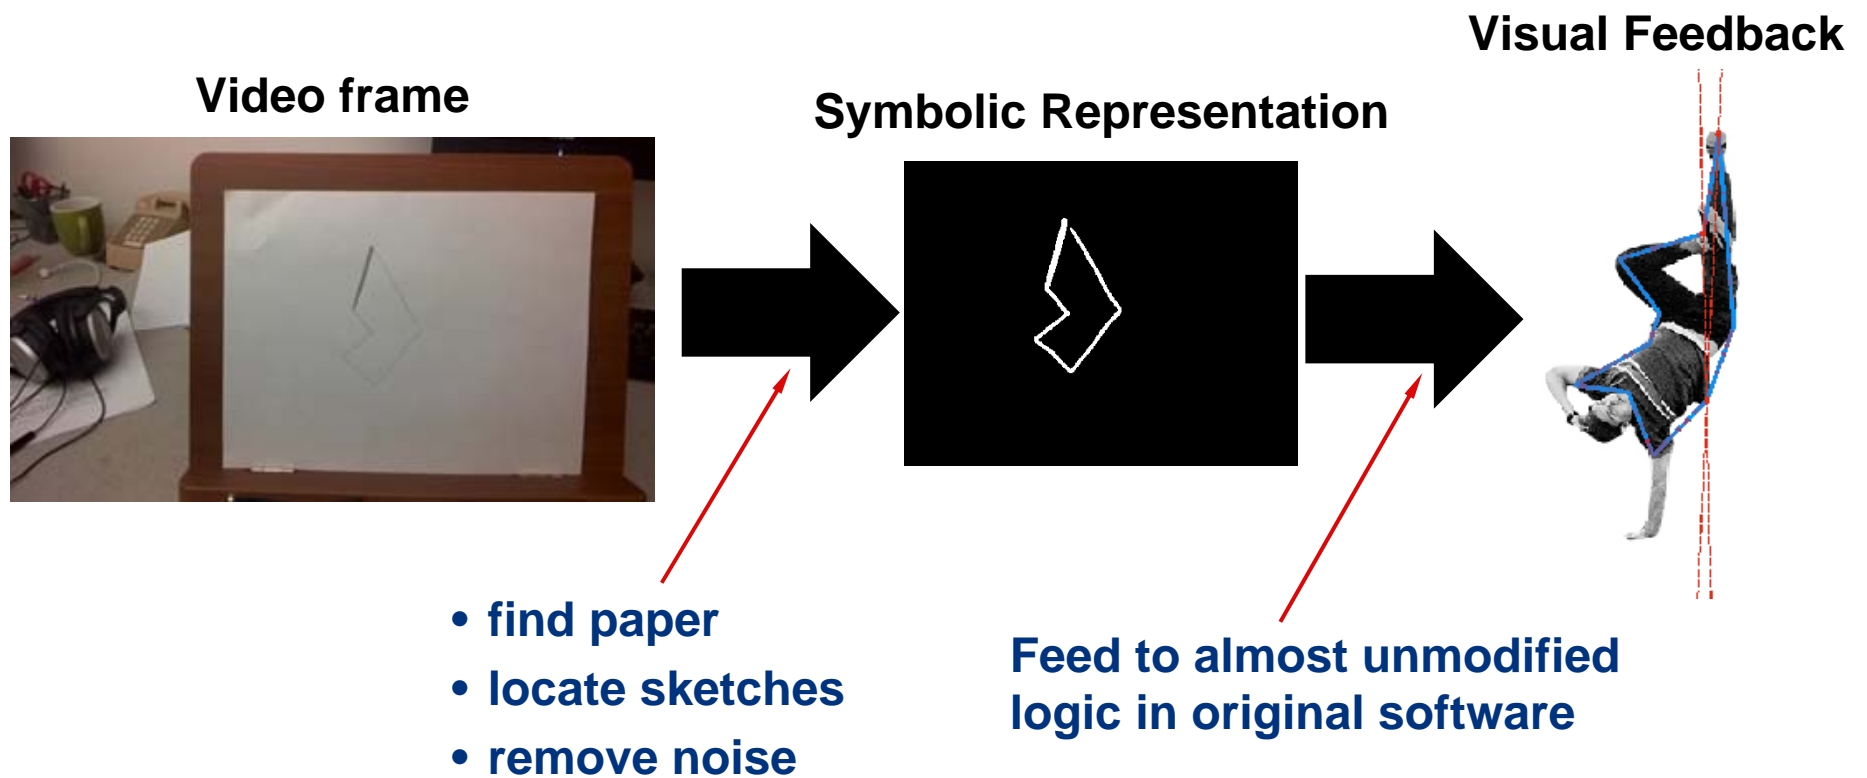 Visual Feedback
Video frame
Symbolic Representation
• find paper
• locate sketches
• remove noise
Feed to almost unmodified
logic in original software